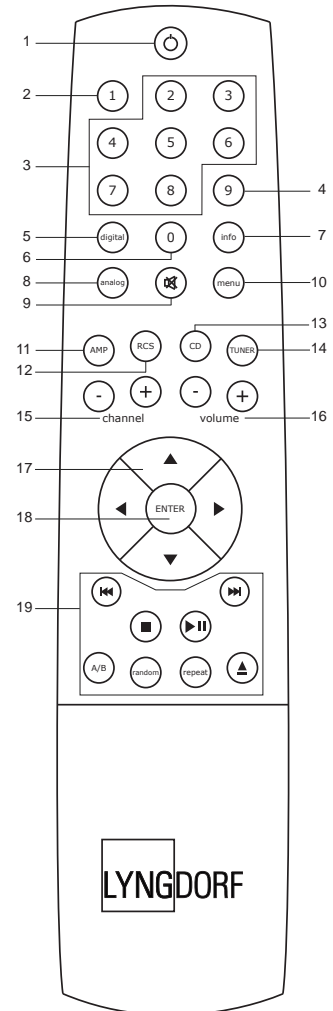 1
2 1 2 3
4 5 6
3
7 8 9 4
5 digital 0 info 7
6
8 analog menu 10
9
13
11 AMP RCS CD TUNER 14
12
- + - +
15 channel volume 16
17
18 ENTER
19
A/B random repeat
LYNGDORF